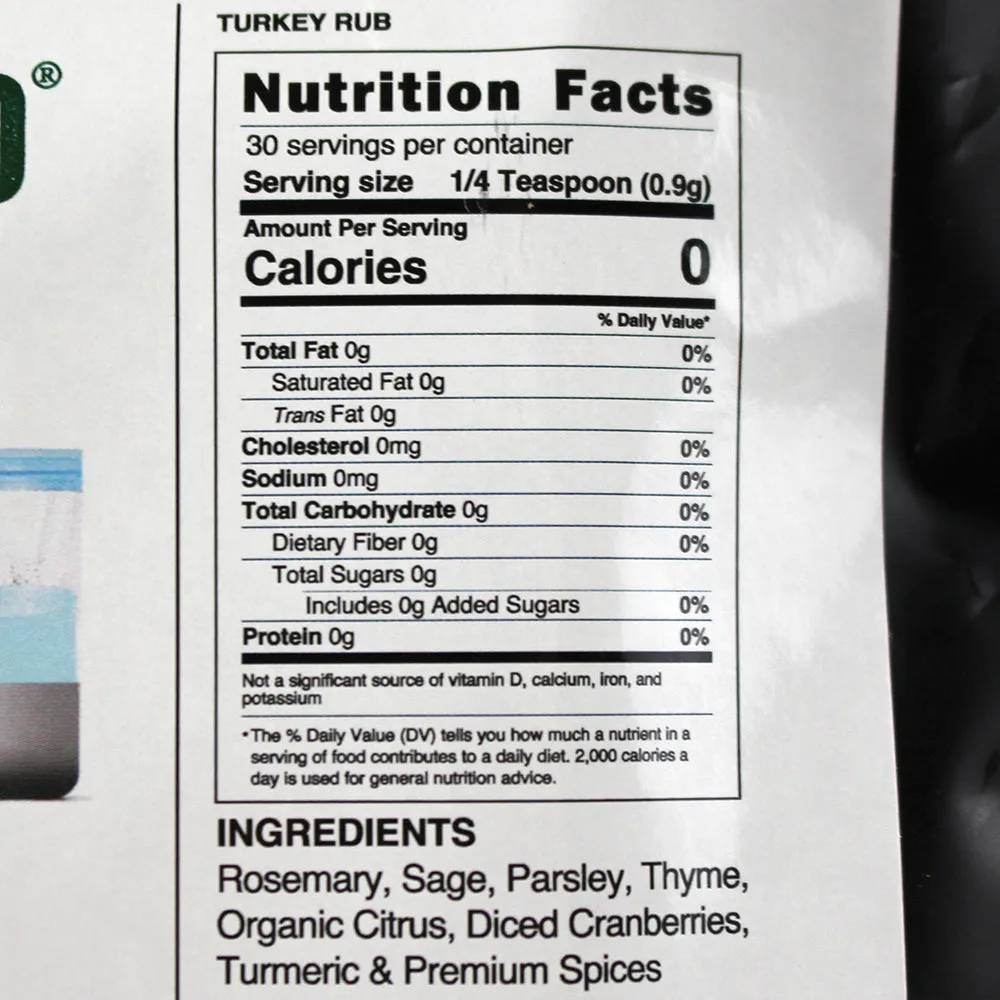 ®
TURKEY RUB
Nutrition Facts
30 servings per container
Serving size 1/4 Teaspoon (0.9g)
Amount Per Serving
Calories 0
% Daily Value*
Total Fat 0g 0%
Saturated Fat 0g 0%
Trans Fat 0g
Cholesterol 0mg 0%
Sodium 0mg 0%
Total Carbohydrate 0g 0%
Dietary Fiber 0g 0%
Total Sugars 0g
Includes 0g Added Sugars 0%
Protein 0g 0%
Not a significant source of vitamin D, calcium, iron, and
potassium
*The % Daily Value (DV) tells you how much a nutrient in a
serving of food contributes to a daily diet. 2,000 calories a
day is used for general nutrition advice.
INGREDIENTS
Rosemary, Sage, Parsley, Thyme,
Organic Citrus, Diced Cranberries,
Turmeric & Premium Spices